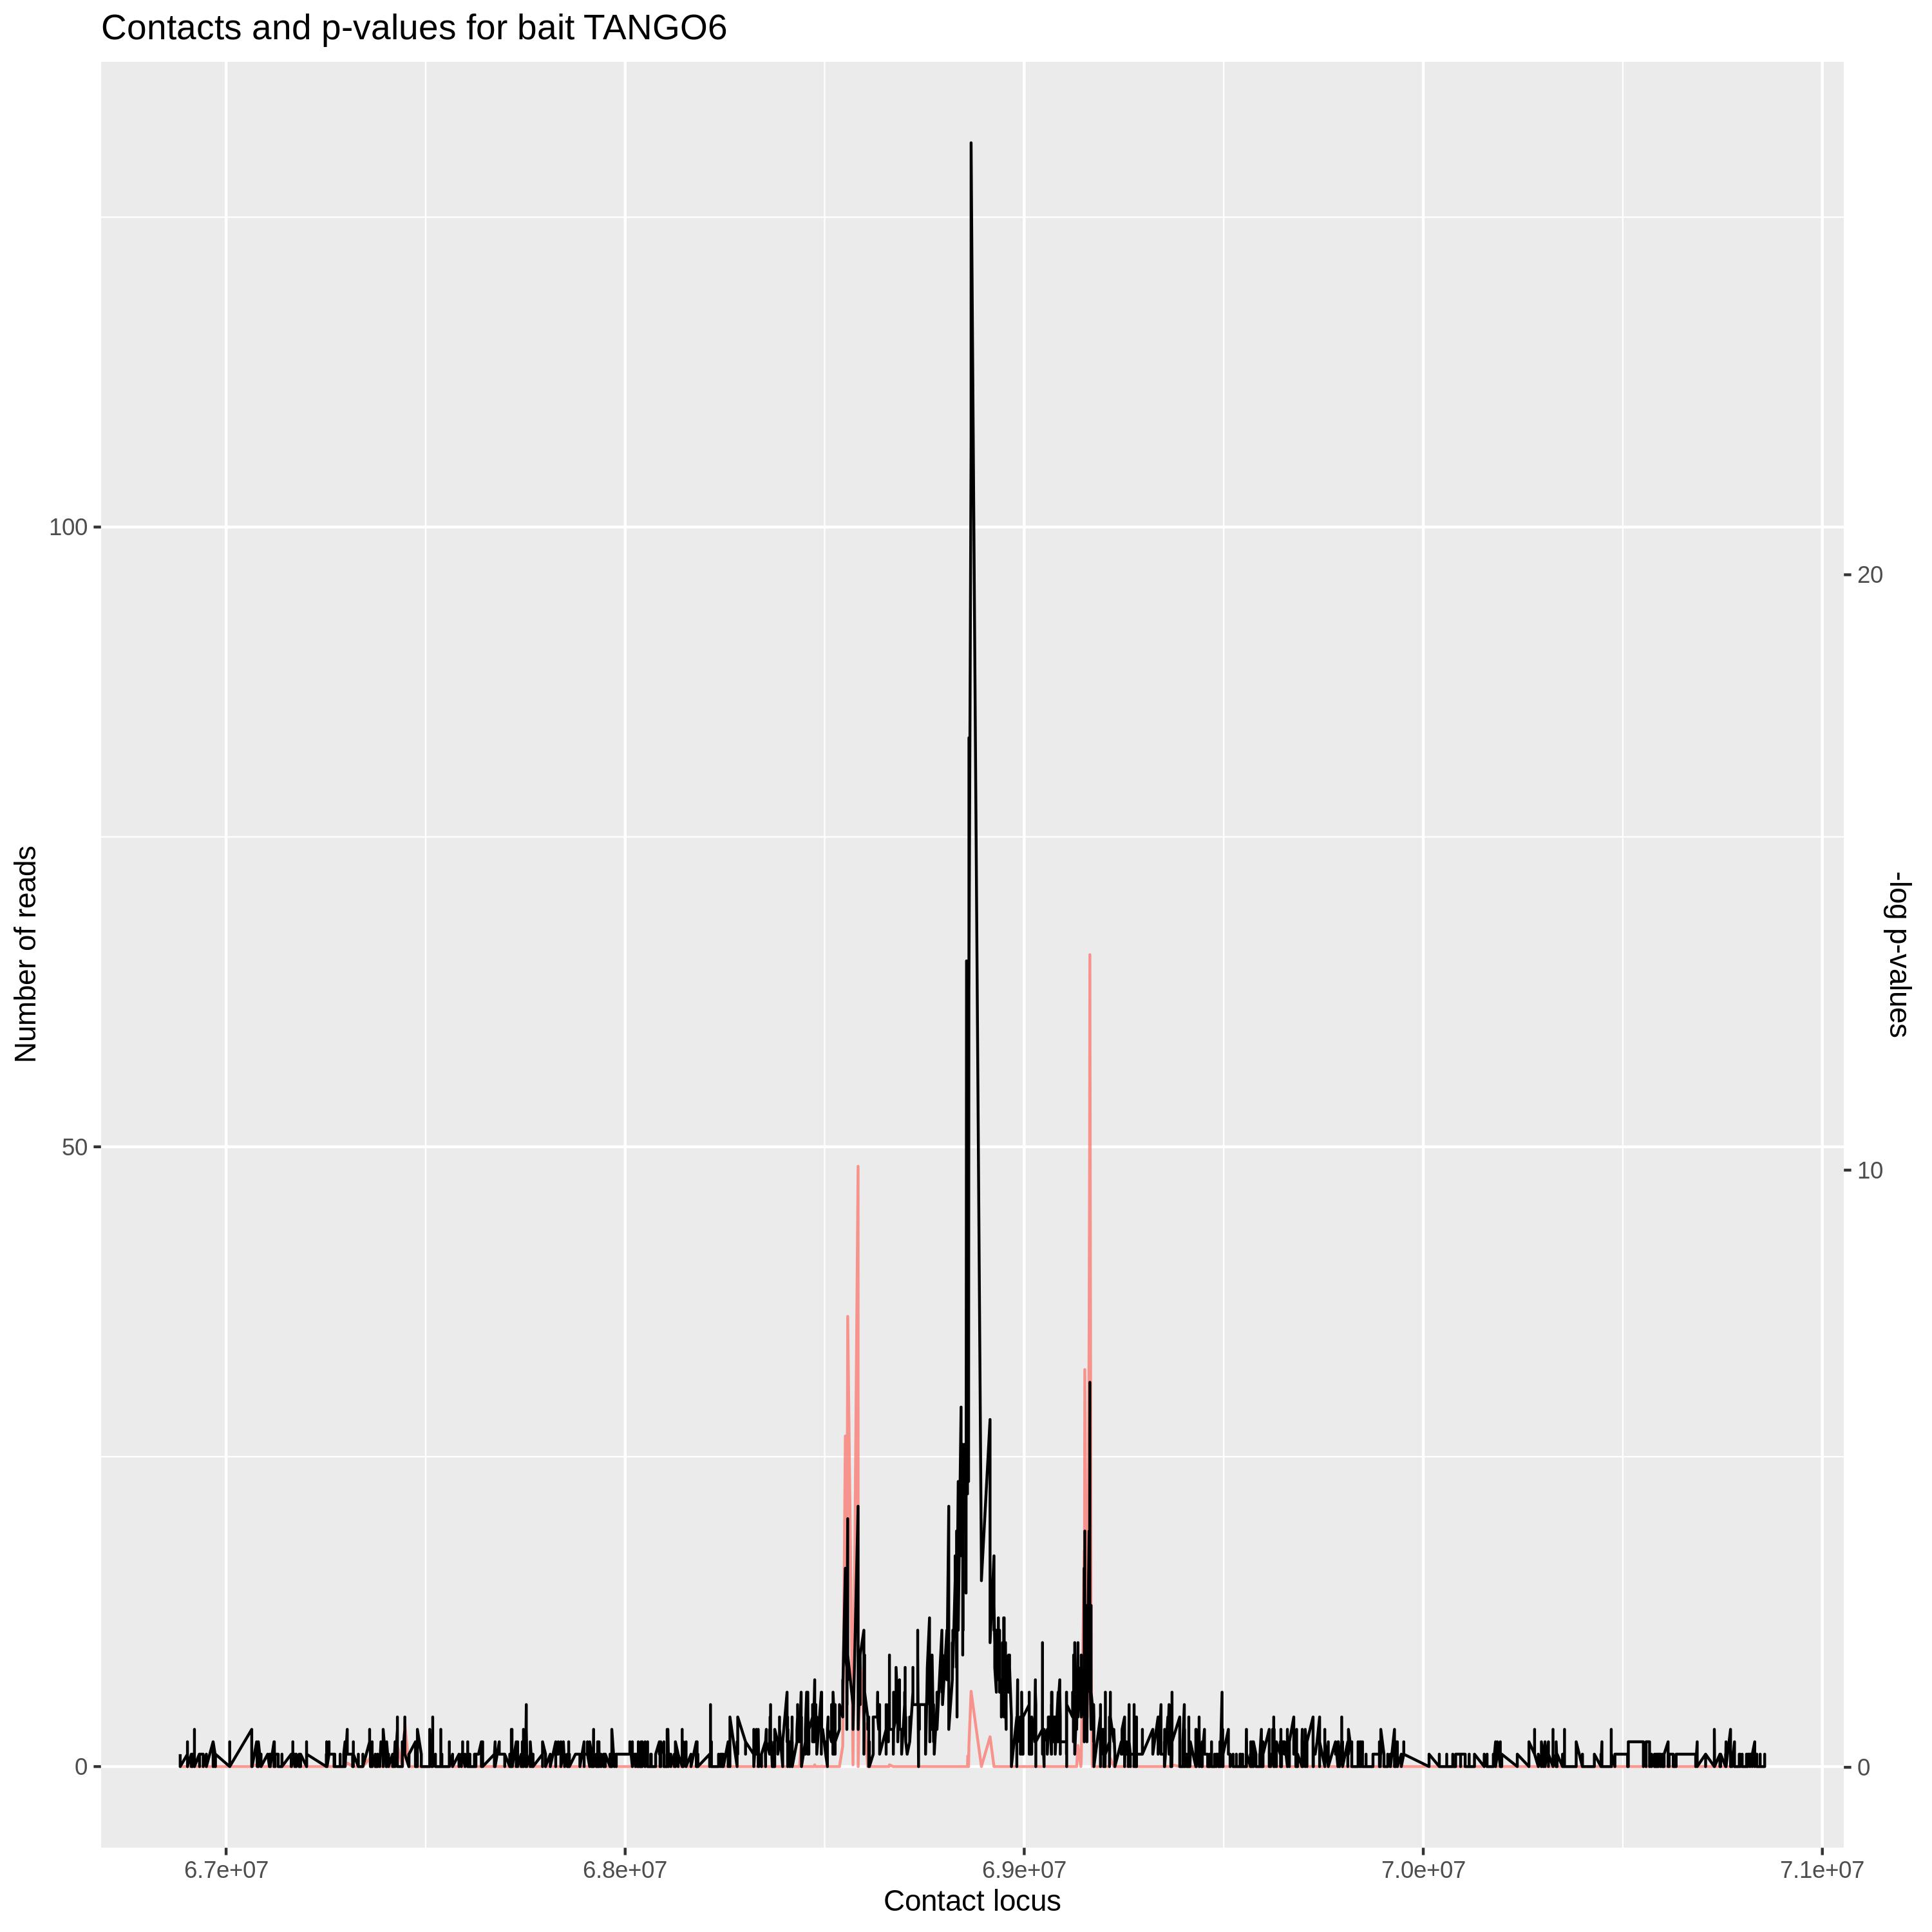 Contacts and p-values for bait TANGO6
Number of reads
100
50
0
20
10
0
-log p-values
6.7e+07
6.8e+07
6.9e+07
7.0e+07
7.1e+07
Contact locus